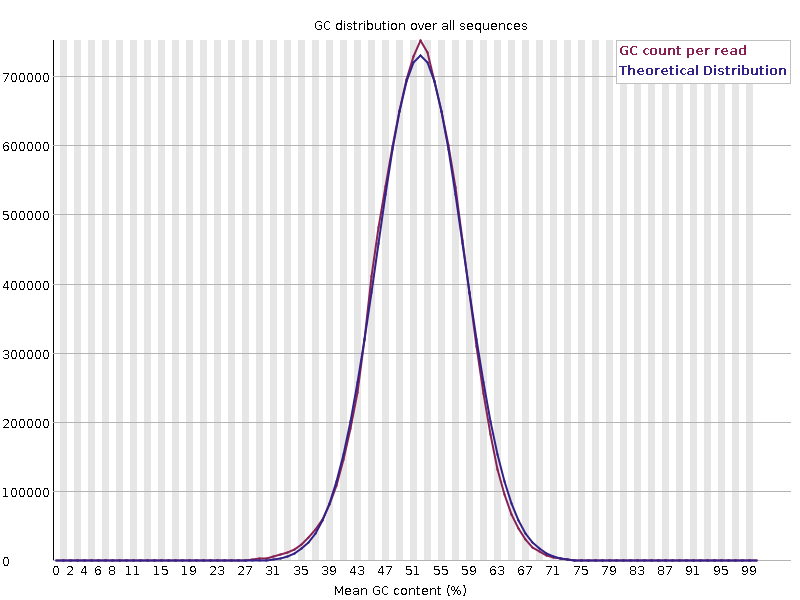 GC distribution over all sequences
GC count per read
Theoretical Distribution
700000
600000
500000
400000
300000
200000
100000
0
0 2 4 6 8 11 15 19 23 27 31 35 39 43 47 51 55 59 63 67 71 75 79 83 87 91 95 99
Mean GC content (%)